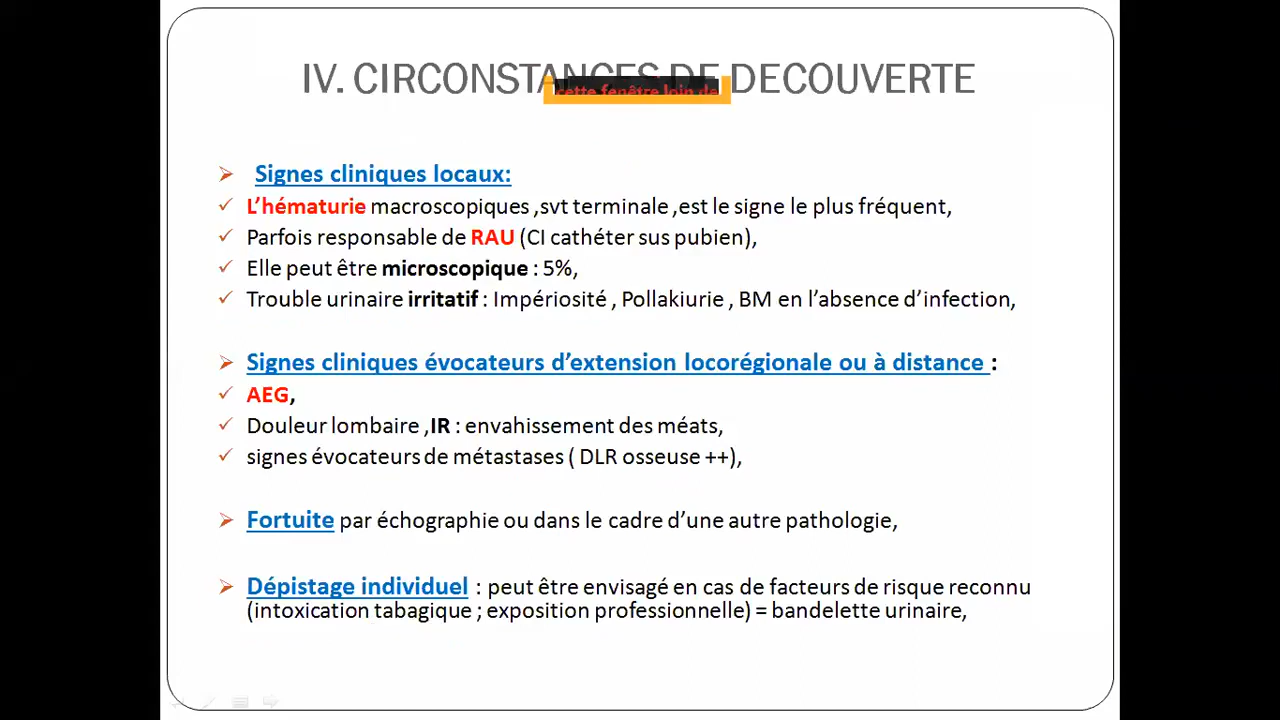 IV. CIRCONSTANCES DE DECOUVERTE
cette fenêtre loin de
Signes cliniques locaux:
L’hématurie macroscopiques ,svt terminale ,est le signe le plus fréquent,
Parfois responsable de RAU (CI cathéter sus pubien),
Elle peut être microscopique : 5%,
Trouble urinaire irritatif : Impériosité , Pollakiurie , BM en l’absence d’infection,
Signes cliniques évocateurs d’extension locorégionale ou à distance :
AEG,
Douleur lombaire ,IR : envahissement des méats,
signes évocateurs de métastases ( DLR osseuse ++),
Fortuite par échographie ou dans le cadre d’une autre pathologie,
Dépistage individuel : peut être envisagé en cas de facteurs de risque reconnu
(intoxication tabagique ; exposition professionnelle) = bandelette urinaire,